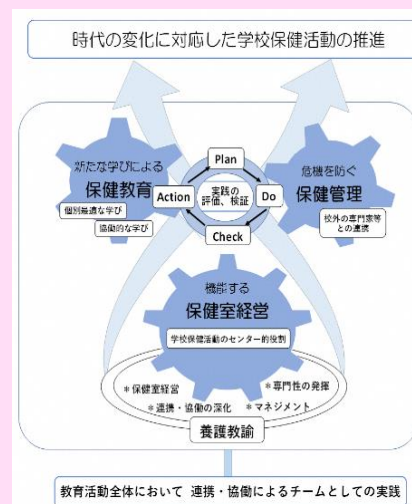 時代の変化に対応した学校保健活動の推進
新たな学びによる
保健教育
個別最適な学び
協働的な学び
Plan
Do
Check
Action
実践の
評価、検証
危機を防ぐ
保健管理
校外の専門家等
との連携
機能する
保健室経営
学校保健活動のセンター的役割
＊保健室経営
＊専門性の発揮
＊連携・協働の深化
＊マネジメント
養護教諭
教育活動全体において 連携・協働によるチームとしての実践